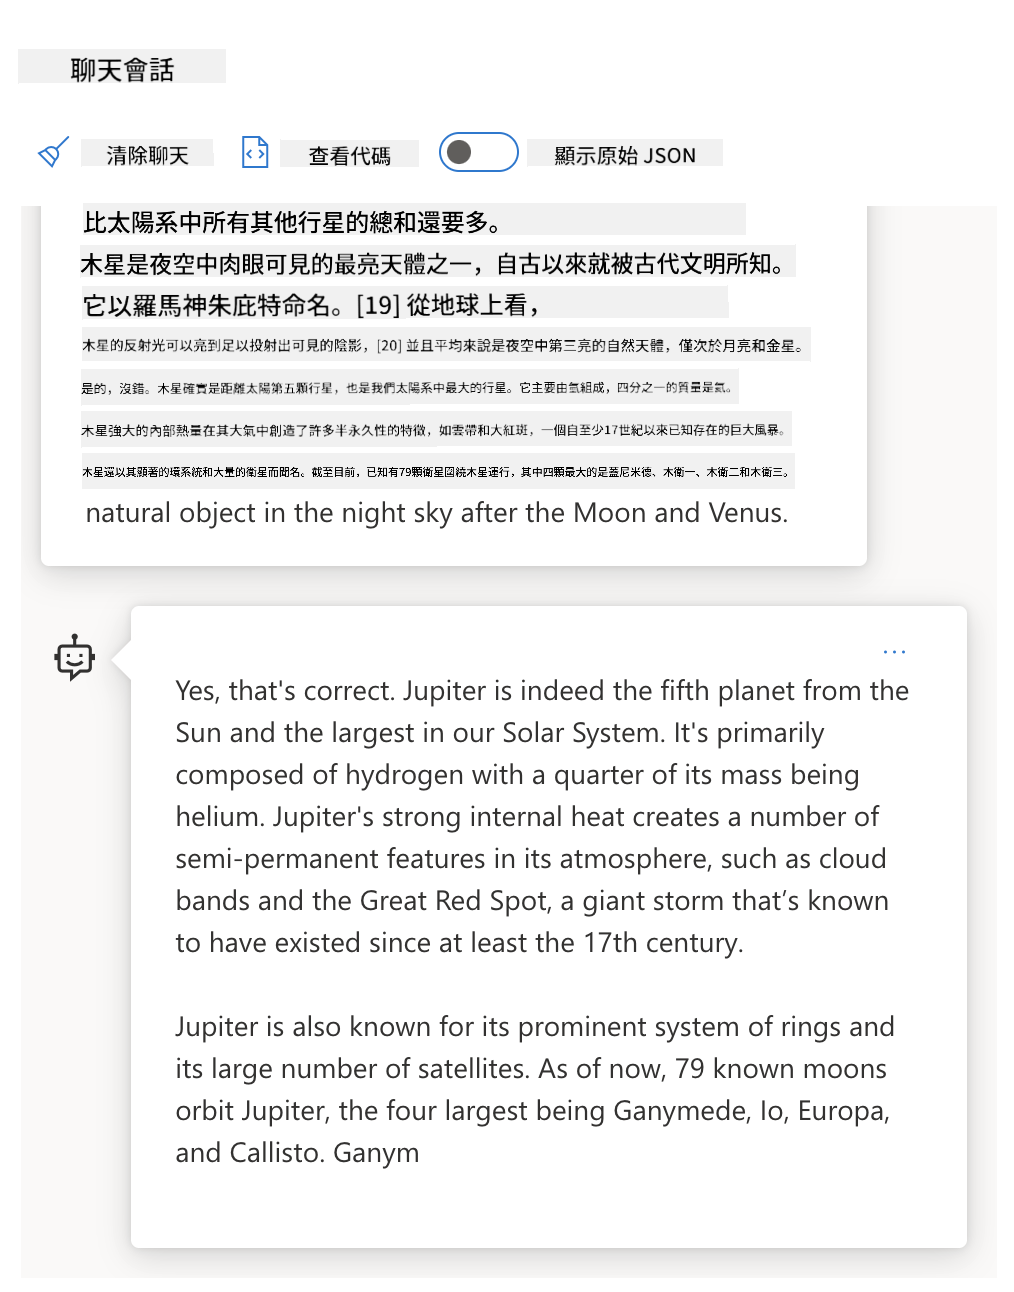 聊天會話
清除聊天 查看代碼 顯示原始 JSON
比太陽系中所有其他行星的總和還要多。
木星是夜空中肉眼可見的最亮天體之一，自古以來就被古代文明所知。
它以羅馬神朱庇特命名。[19] 從地球上看，
木星的反射光可以亮到足以投射出可見的陰影，[20] 並且平均來說是夜空中第三亮的自然天體，僅次於月亮和金星。
是的，沒錯。木星確實是距離太陽第五顆行星，也是我們太陽系中最大的行星。它主要由氫組成，四分之一的質量是氦。
木星強大的內部熱量在其大氣中創造了許多半永久性的特徵，如雲帶和大紅斑，一個自至少17世紀以來已知存在的巨大風暴。
木星還以其顯著的環系統和大量的衛星而聞名。截至目前，已知有79顆衛星圍繞木星運行，其中四顆最大的是蓋尼米德、木衛一、木衛二和木衛三。
natural object in the night sky after the Moon and Venus.
Yes, that's correct. Jupiter is indeed the fifth planet from the
Sun and the largest in our Solar System. It's primarily
composed of hydrogen with a quarter of its mass being
helium. Jupiter's strong internal heat creates a number of
semi-permanent features in its atmosphere, such as cloud
bands and the Great Red Spot, a giant storm that’s known
to have existed since at least the 17th century.
Jupiter is also known for its prominent system of rings and
its large number of satellites. As of now, 79 known moons
orbit Jupiter, the four largest being Ganymede, Io, Europa,
and Callisto. Ganym